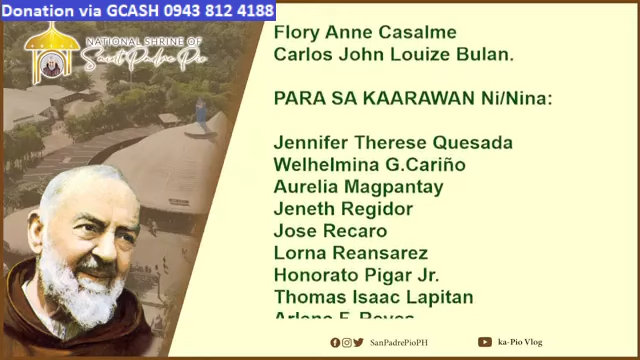 Donation via GCASH 0943 812 4188
NATIONAL SHRINE OF
Saint Padre Pio
Flory Anne Casalme
Carlos John Louize Bulan.
PARA SA KAARAWAN Ni/Nina:
Jennifer Therese Quesada
Welhelmina G.Cariño
Aurelia Magpantay
Jeneth Regidor
Jose Recaro
Lorna Reansarez
Honorato Pigar Jr.
Thomas Isaac Lapitan
Arlene F. Reyes
SanPadrePioPH
ka-Pio Vlog